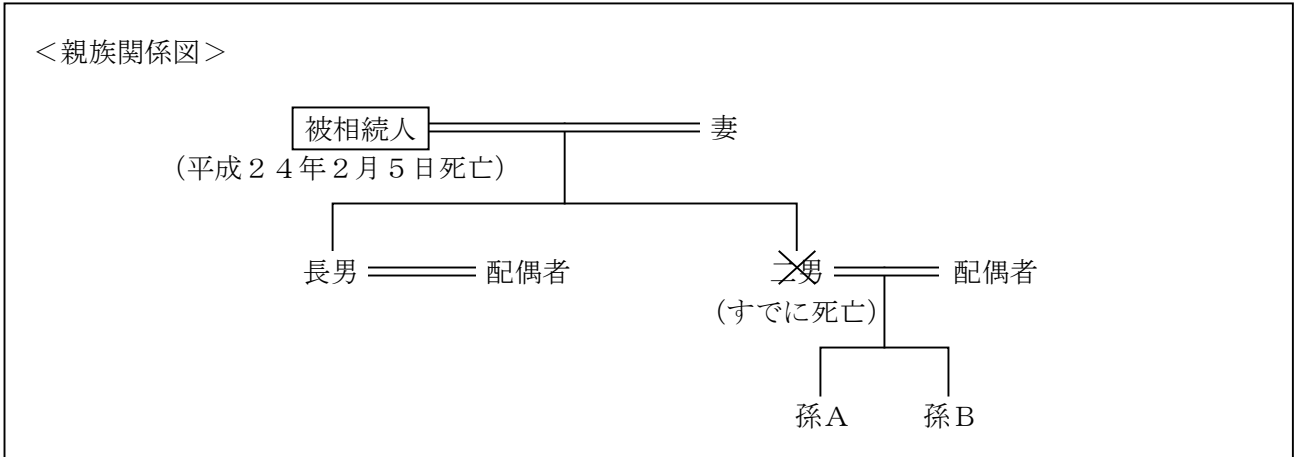 ＜親族関係図＞
被相続人 妻
（平成２４年２月５日死亡）
長男 配偶者 二男 配偶者
（すでに死亡）
孫Ａ 孫Ｂ